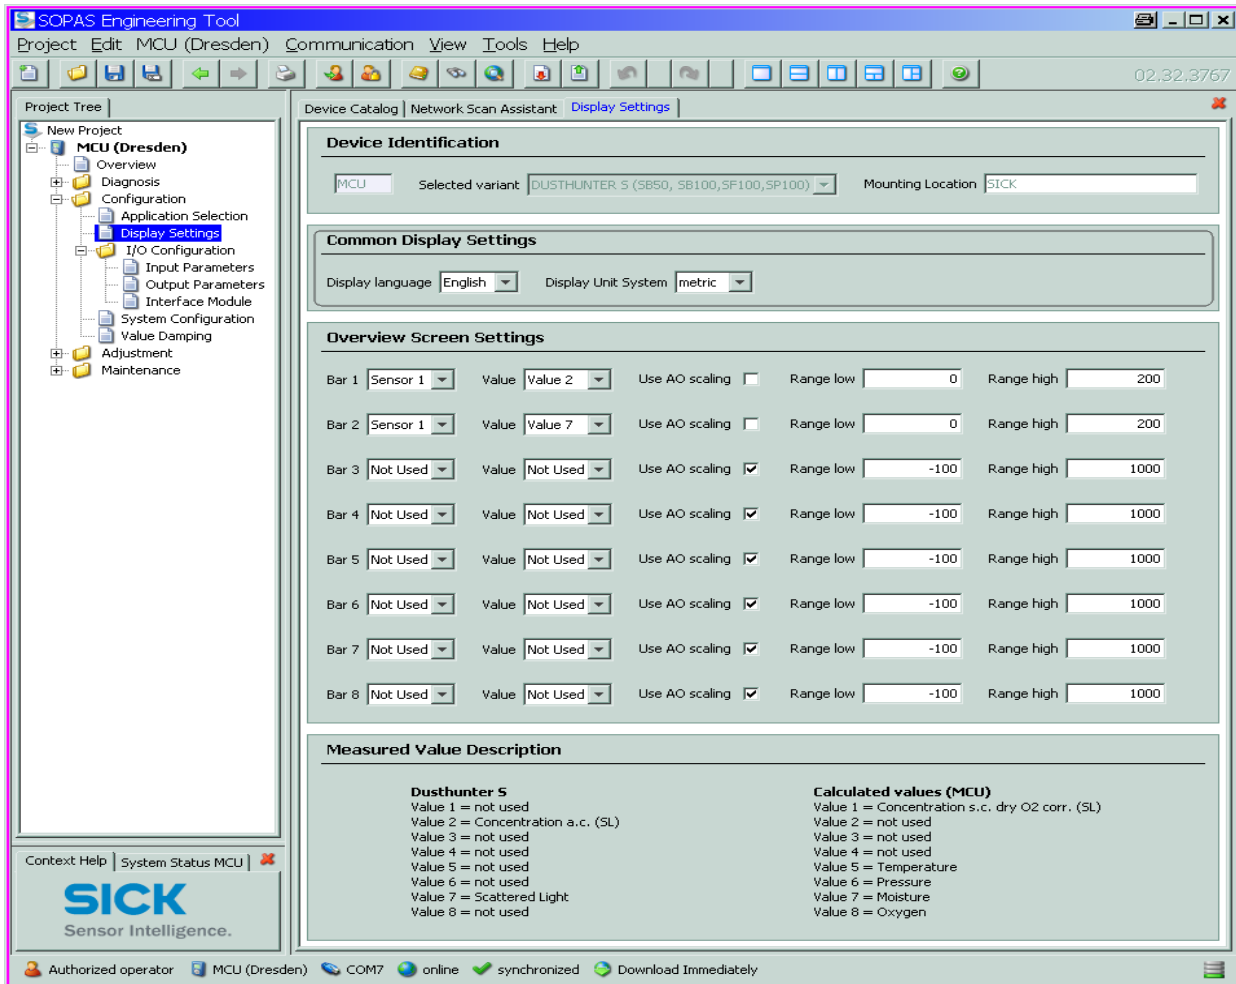 SOPAS Engineering Tool
Project Edit MCU (Dresden) Communication View Tools Help
02.32.3767
Project Tree
New Project
MCU (Dresden)
Overview
Diagnosis
Configuration
Application Selection
Display Settings
I/O Configuration
Input Parameters
Output Parameters
Interface Module
System Configuration
Value Damping
Adjustment
Maintenance
Context Help System Status MCU
SICK
Sensor Intelligence.
Device Catalog Network Scan Assistant Display Settings
Device Identification
MCU Selected variant DUSTHUNTER S (SB50, SB100,SF100,SP100) Mounting Location SICK
Common Display Settings
Display language English Display Unit System metric
Overview Screen Settings
Bar 1 Sensor 1 Value Value 2 Use AO scaling Range low 0 Range high 200
Bar 2 Sensor 1 Value Value 7 Use AO scaling Range low 0 Range high 200
Bar 3 Not Used Value Not Used Use AO scaling Range low -100 Range high 1000
Bar 4 Not Used Value Not Used Use AO scaling Range low -100 Range high 1000
Bar 5 Not Used Value Not Used Use AO scaling Range low -100 Range high 1000
Bar 6 Not Used Value Not Used Use AO scaling Range low -100 Range high 1000
Bar 7 Not Used Value Not Used Use AO scaling Range low -100 Range high 1000
Bar 8 Not Used Value Not Used Use AO scaling Range low -100 Range high 1000
Measured Value Description
Dusthunter S
Value 1 = not used
Value 2 = Concentration a.c. (SL)
Value 3 = not used
Value 4 = not used
Value 5 = not used
Value 6 = not used
Value 7 = Scattered Light
Value 8 = not used
Calculated values (MCU)
Value 1 = Concentration s.c. dry O2 corr. (SL)
Value 2 = not used
Value 3 = not used
Value 4 = not used
Value 5 = Temperature
Value 6 = Pressure
Value 7 = Moisture
Value 8 = Oxygen
Authorized operator MCU (Dresden) COM7 online synchronized Download Immediately